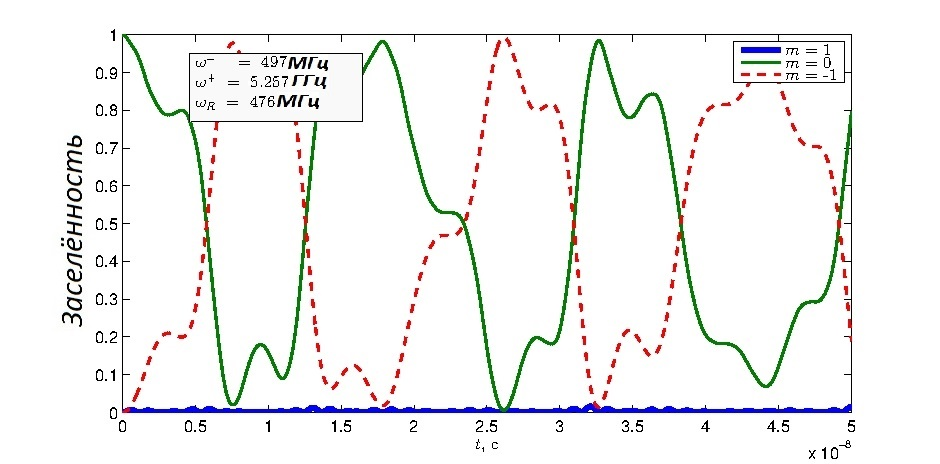 ω⁻ = 497МГц
ω⁺ = 5.257ГГц
ω_R = 476МГц
m = 1
m = 0
m = -1
Заселённость
1
0.9
0.8
0.7
0.6
0.5
0.4
0.3
0.2
0.1
0
0 0.5 1 1.5 2 2.5 3 3.5 4 4.5 5
t, с
x 10⁻⁸